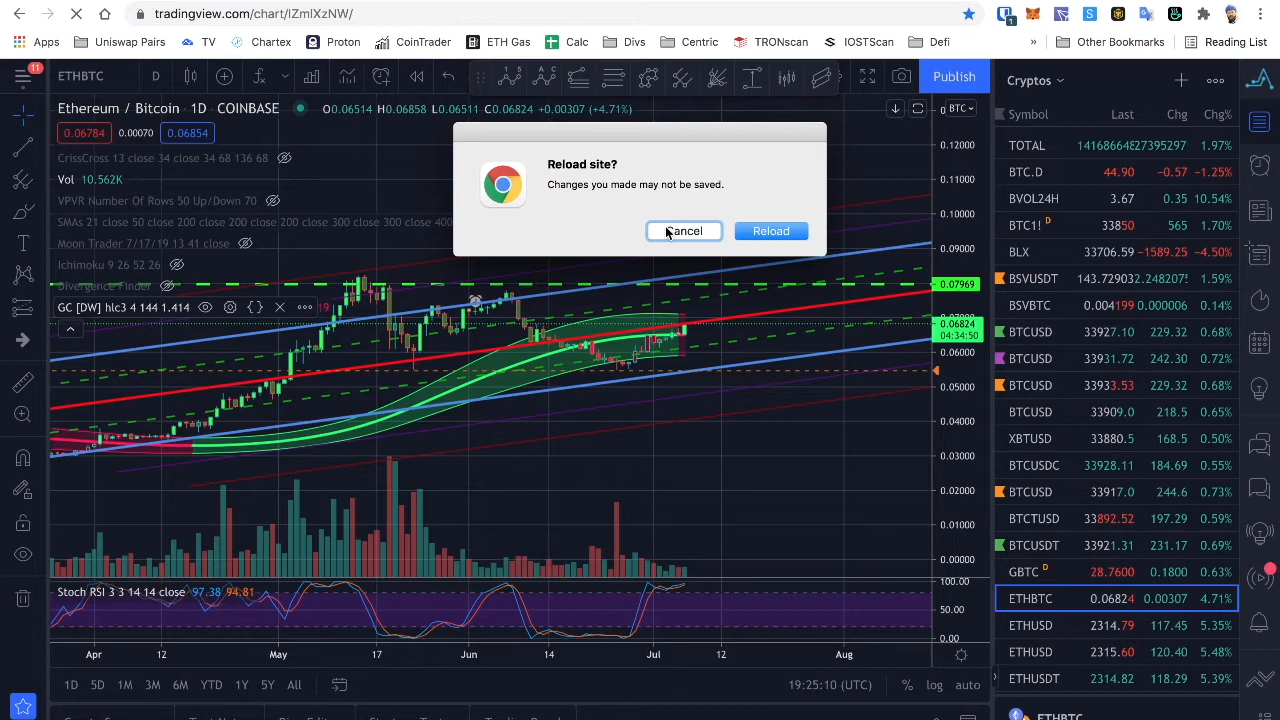 tradingview.com/chart/lZmlXzNW/
1
Apps Uniswap Pairs TV Chartex Proton CoinTrader ETH Gas Calc Divs Centric TRONscan IOSTScan Defi » Other Bookmarks Reading List
11
ETHBTC D Publish
Ethereum / Bitcoin · 1D · COINBASE O0.06514 H0.06858 L0.06511 C0.06824 +0.00307 (+4.71%)
BTC
0.06784 0.00070 0.06854
CrissCross 13 close 34 close 34 68 136 68
Vol 10.562K
VPVR Number Of Rows 50 Up/Down 70
SMAs 21 close 50 close 200 close 200 close 300 close 300 close 400
Moon Trader 7/17/19 13 41 close
Ichimoku 9 26 52 26
Divergence Finder
GC [DW] hlc3 4 144 1.414
Reload site?
Changes you made may not be saved.
Cancel Reload
0.12000
0.11000
0.10000
0.09000
0.07969
0.06824
04:34:50
0.06000
0.05000
0.04000
0.03000
0.02000
0.01000
0.00000
Stoch RSI 3 3 14 14 close 97.38 94.81
100.00
50.00
0.00
Apr 12 May 17 Jun 14 Jul 12 Aug
1D 5D 1M 3M 6M YTD 1Y 5Y All
19:25:10 (UTC) % log auto
Cryptos
Symbol Last Chg Chg%
TOTAL 1416866482​7395297 1.97%
BTC.D 44.90 -0.57 -1.25%
BVOL24H 3.67 0.35 10.54%
BTC1! D 33850 565 1.70%
BLX 33706.59 -1589.25 -4.50%
BSVUSDT 143.72903 2.248207 1.59%
BSVBTC 0.004199 0.000006 0.14%
BTCUSD 33927.10 229.32 0.68%
BTCUSD 33931.72 242.30 0.72%
BTCUSD 33933.53 229.32 0.68%
BTCUSD 33909.0 218.5 0.65%
XBTUSD 33880.5 168.5 0.50%
BTCUSDC 33928.11 184.69 0.55%
BTCUSD 33917.0 244.6 0.73%
BTCTUSD 33892.52 197.29 0.59%
BTCUSDT 33921.31 231.17 0.69%
GBTC D 28.7600 0.1800 0.63%
ETHBTC 0.06824 0.00307 4.71%
ETHUSD 2314.79 117.45 5.35%
ETHUSD 2315.60 120.40 5.48%
ETHUSDT 2314.82 118.29 5.39%
ETHBTC